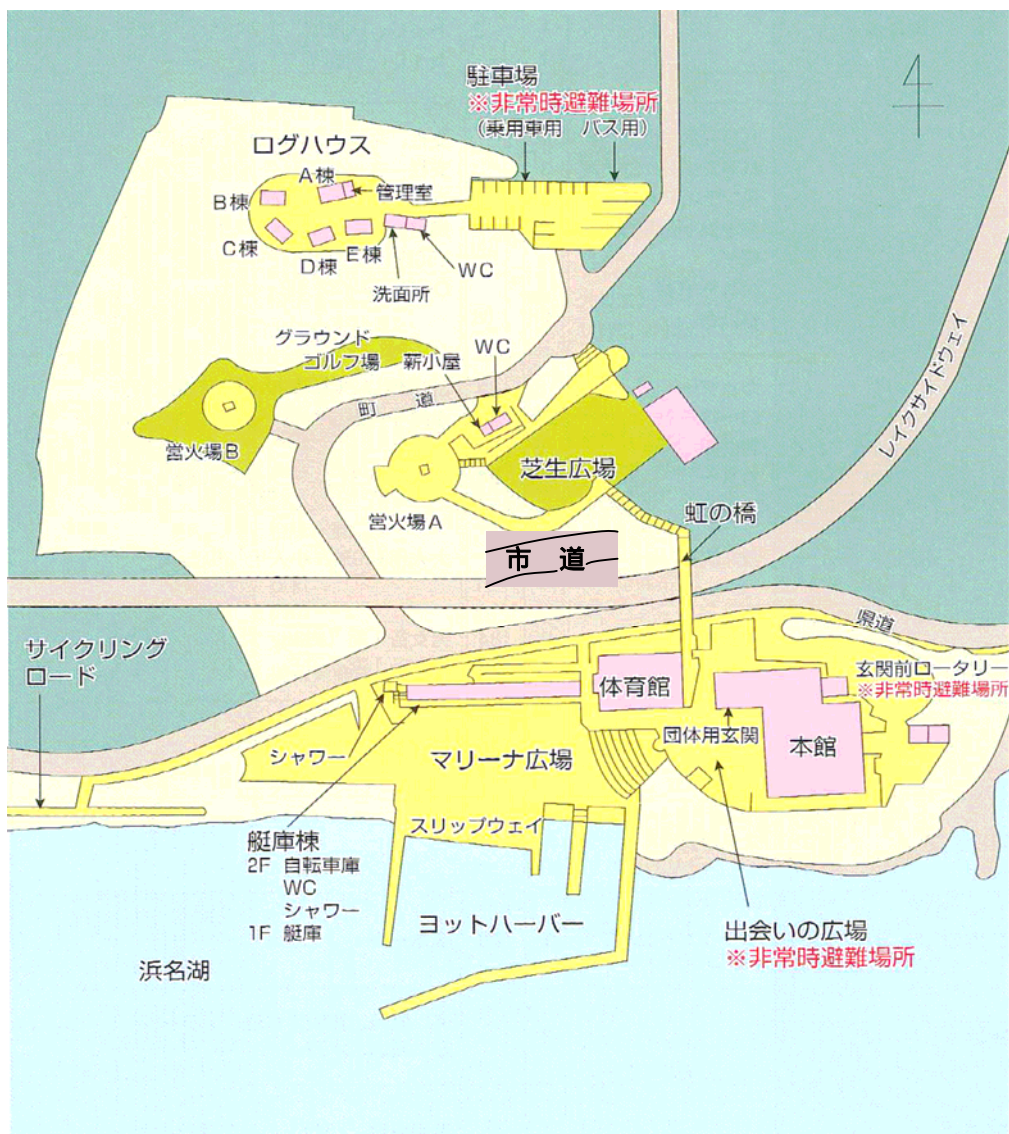 駐車場
※非常時避難場所
(乗用車用　バス用)
ログハウス
A棟
管理室
B棟
C棟
D棟
E棟
WC
洗面所
グラウンド
ゴルフ場
薪小屋
WC
町道
営火場B
芝生広場
営火場A
レイクサイドウェイ
虹の橋
市　道
県道
サイクリング
ロード
体育館
玄関前ロータリー
※非常時避難場所
団体用玄関
本館
シャワー
マリーナ広場
スリップウェイ
艇庫棟
2F 自転車庫
WC
シャワー
1F 艇庫
ヨットハーバー
出会いの広場
※非常時避難場所
浜名湖